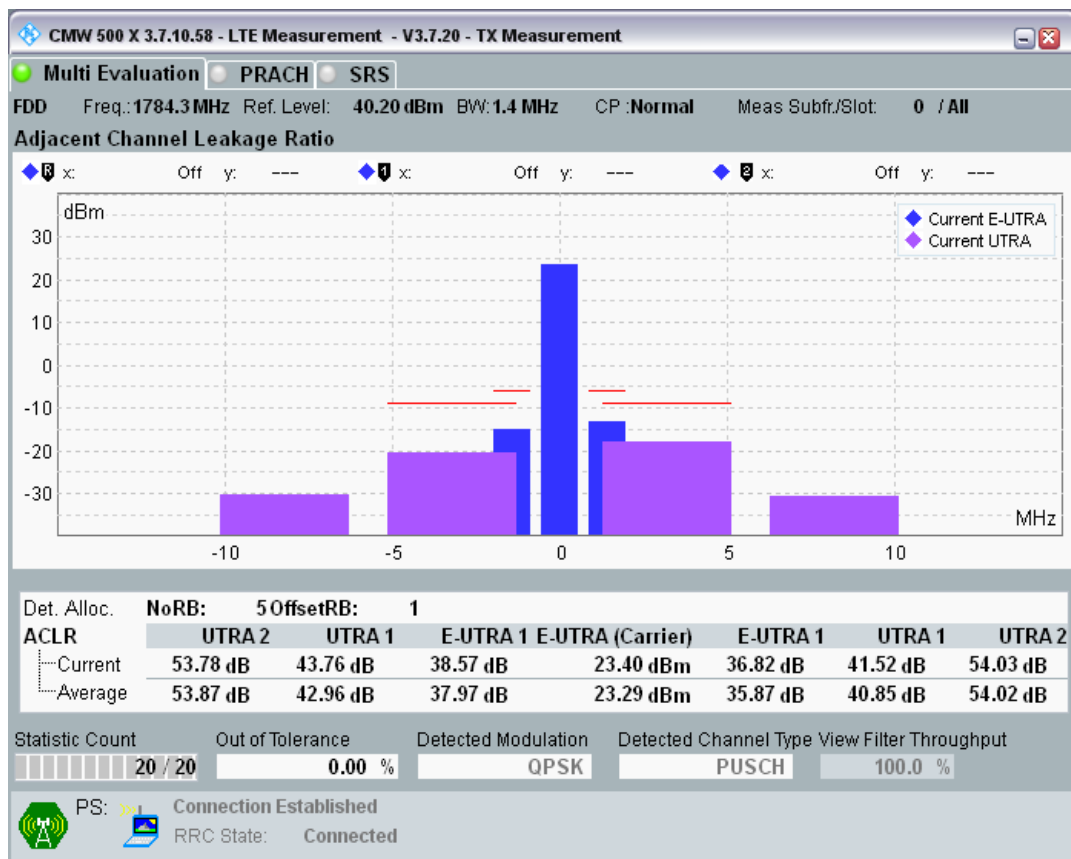 CMW 500 X 3.7.10.58 - LTE Measurement - V3.7.20 - TX Measurement
Multi Evaluation PRACH SRS
FDD Freq.: 1784.3 MHz Ref. Level: 40.20 dBm BW: 1.4 MHz CP :Normal Meas Subfr./Slot: 0 / All
Adjacent Channel Leakage Ratio
R x: Off y: --- 1 x: Off y: --- 2 x: Off y: ---
dBm
Current E-UTRA
Current UTRA
30
20
10
0
-10
-20
-30
MHz
-10 -5 0 5 10
Det. Alloc. NoRB: 5 OffsetRB: 1
ACLR UTRA 2 UTRA 1 E-UTRA 1 E-UTRA (Carrier) E-UTRA 1 UTRA 1 UTRA 2
Current 53.78 dB 43.76 dB 38.57 dB 23.40 dBm 36.82 dB 41.52 dB 54.03 dB
Average 53.87 dB 42.96 dB 37.97 dB 23.29 dBm 35.87 dB 40.85 dB 54.02 dB
Statistic Count Out of Tolerance Detected Modulation Detected Channel Type View Filter Throughput
20 / 20 0.00 % QPSK PUSCH 100.0 %
PS: Connection Established
RRC State: Connected